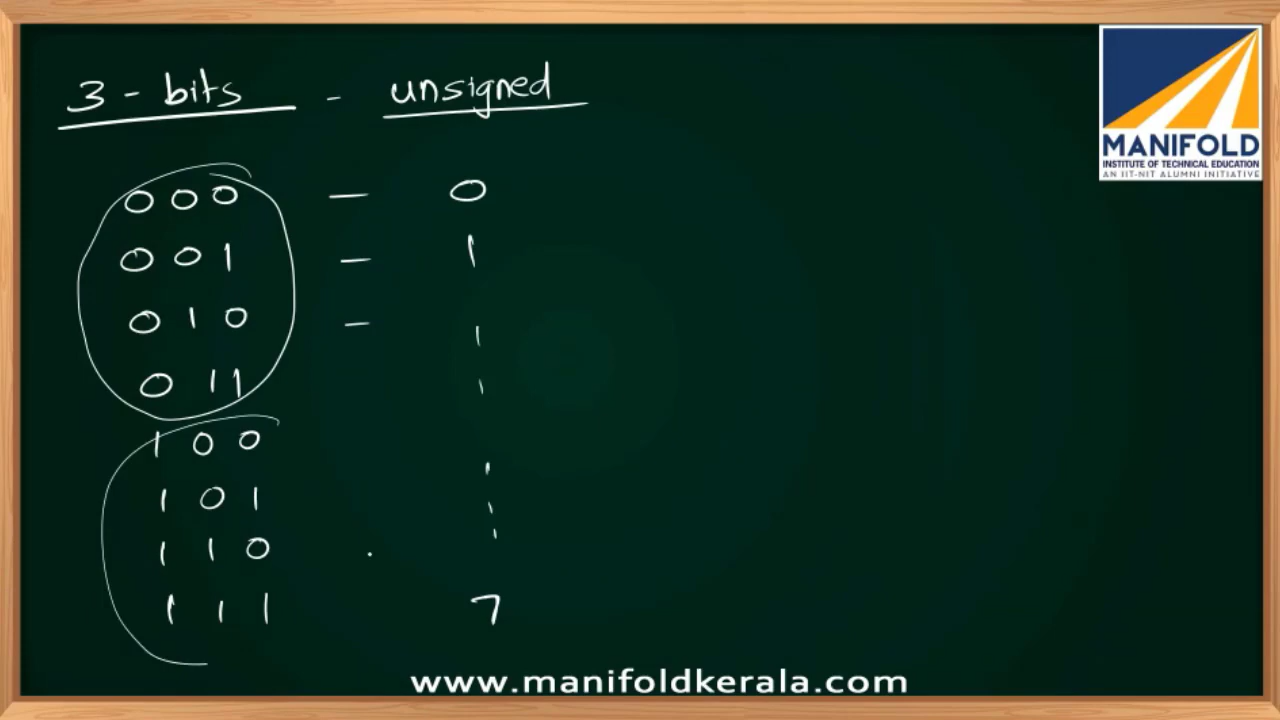 3 - bits - unsigned
000 - 0
001 - 1
010 -
011
100
101
110
111 7
MANIFOLD
INSTITUTE OF TECHNICAL EDUCATION
AN IIT-NIT ALUMNI INITIATIVE
www.manifoldkerala.com